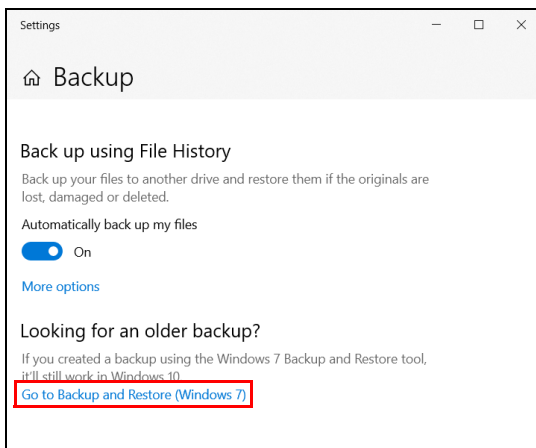 Settings
Backup
Back up using File History
Back up your files to another drive and restore them if the originals are
lost, damaged or deleted.
Automatically back up my files
On
More options
Looking for an older backup?
If you created a backup using the Windows 7 Backup and Restore tool,
it'll still work in Windows 10.
Go to Backup and Restore (Windows 7)